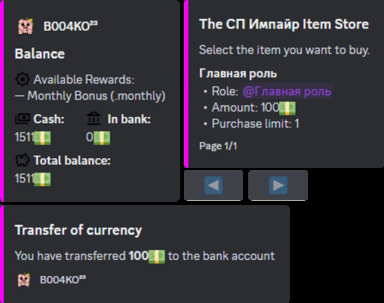 B004KO²³
Balance
Available Rewards:
— Monthly Bonus (.monthly)
Cash: In bank:
1511 0
Total balance:
1511
The СП Импайр Item Store
Select the item you want to buy.
Главная роль
• Role: @Главная роль
• Amount: 100
• Purchase limit: 1
Page 1/1
Transfer of currency
You have transferred 100 to the bank account
B004KO²³